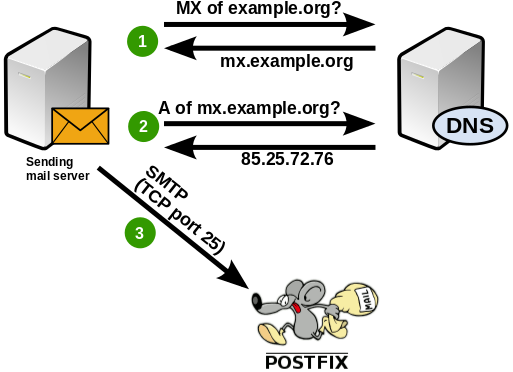 MX of example.org?
1
mx.example.org
A of mx.example.org?
2
DNS
85.25.72.76
Sending
mail server
SMTP
(TCP port 25)
3
MAIL
POSTFIX